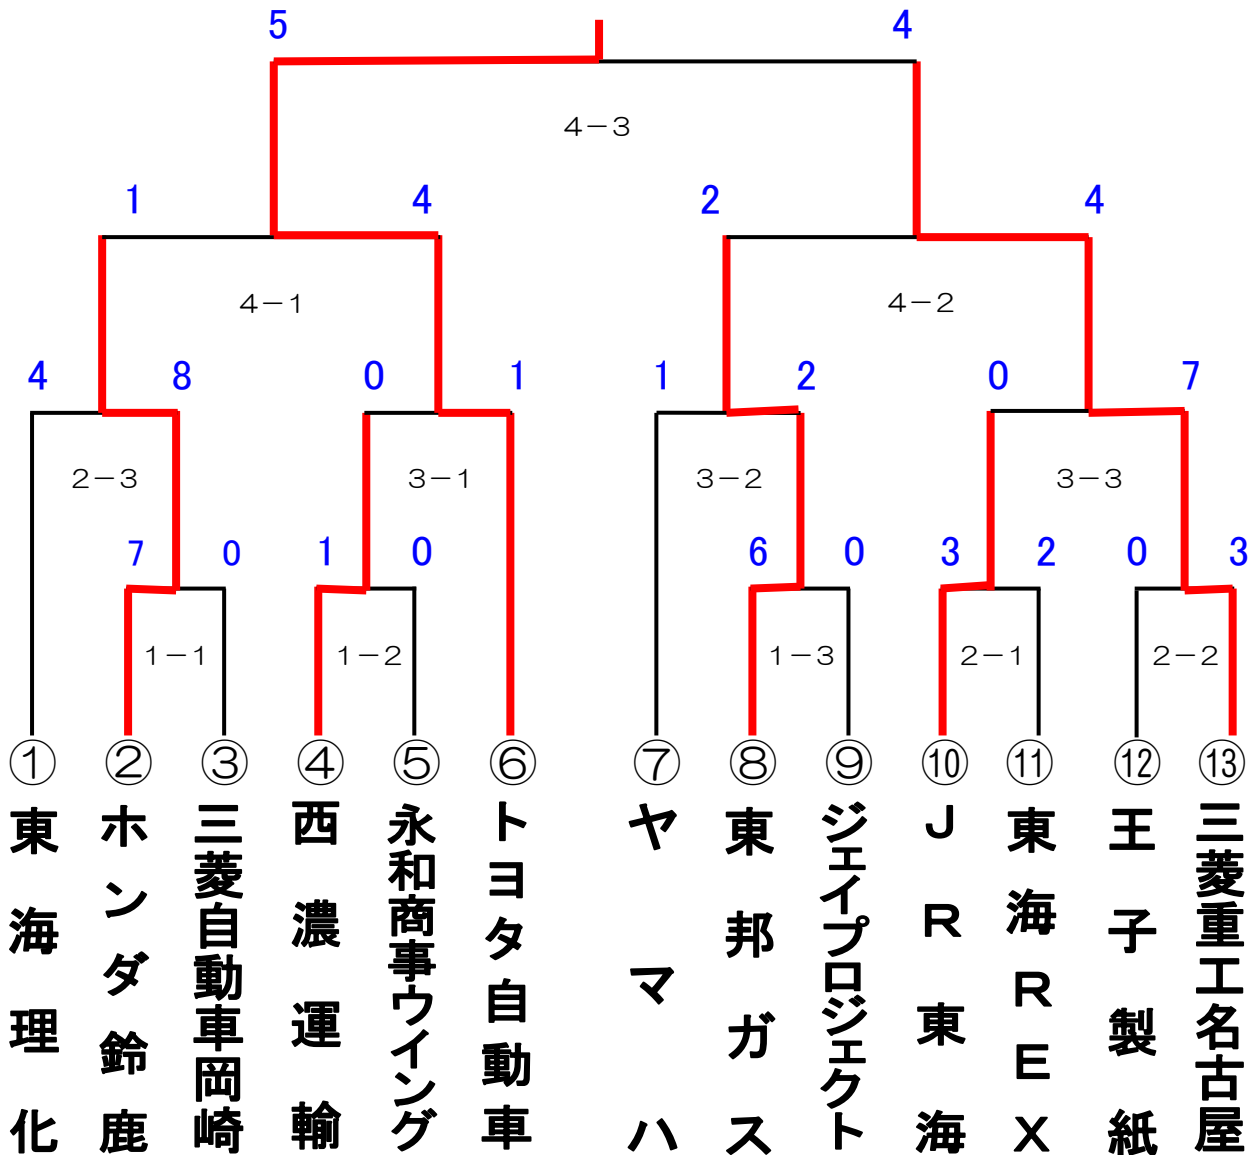 5 4
4－3
1 4 2 4
4－1 4－2
4 8 0 1 1 2 0 7
2－3 3－1 3－2 3－3
7 0 1 0 6 0 3 2 0 3
1－1 1－2 1－3 2－1 2－2
① ② ③ ④ ⑤ ⑥ ⑦ ⑧ ⑨ ⑩ ⑪ ⑫ ⑬
東海理化
ホンダ鈴鹿
三菱自動車岡崎
西濃運輸
永和商事ウイング
トヨタ自動車
ヤマハ
東邦ガス
ジェイプロジェクト
ＪＲ東海
東海ＲＥＸ
王子製紙
三菱重工名古屋